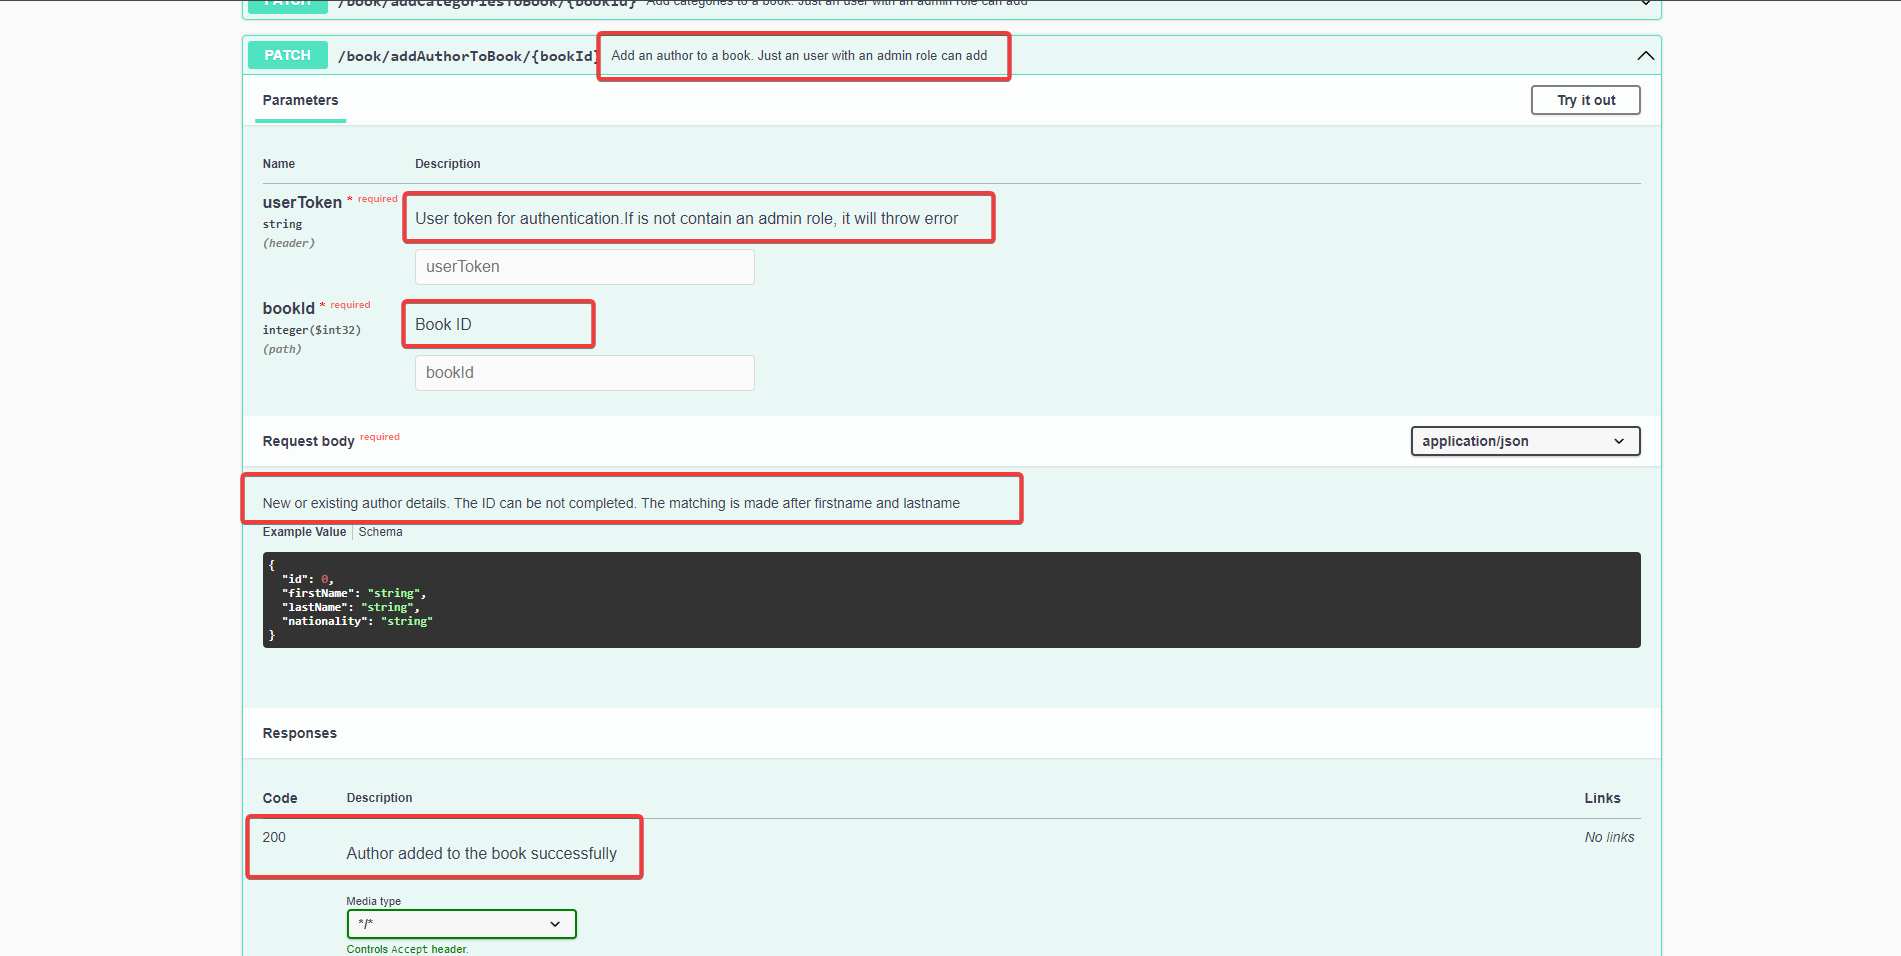 PATCH /book/addCategoriesToBook/{bookId} Add categories to a book. Just an user with an admin role can add
PATCH /book/addAuthorToBook/{bookId} Add an author to a book. Just an user with an admin role can add
Parameters
Try it out
Name Description
userToken * required
string
(header)
User token for authentication.If is not contain an admin role, it will throw error
userToken
bookId * required
integer($int32)
(path)
Book ID
bookId
Request body required
application/json
New or existing author details. The ID can be not completed. The matching is made after firstname and lastname
Example Value Schema
{
"id": 0,
"firstName": "string",
"lastName": "string",
"nationality": "string"
}
Responses
Code Description Links
200 Author added to the book successfully No links
Media type
*/*
Controls Accept header.